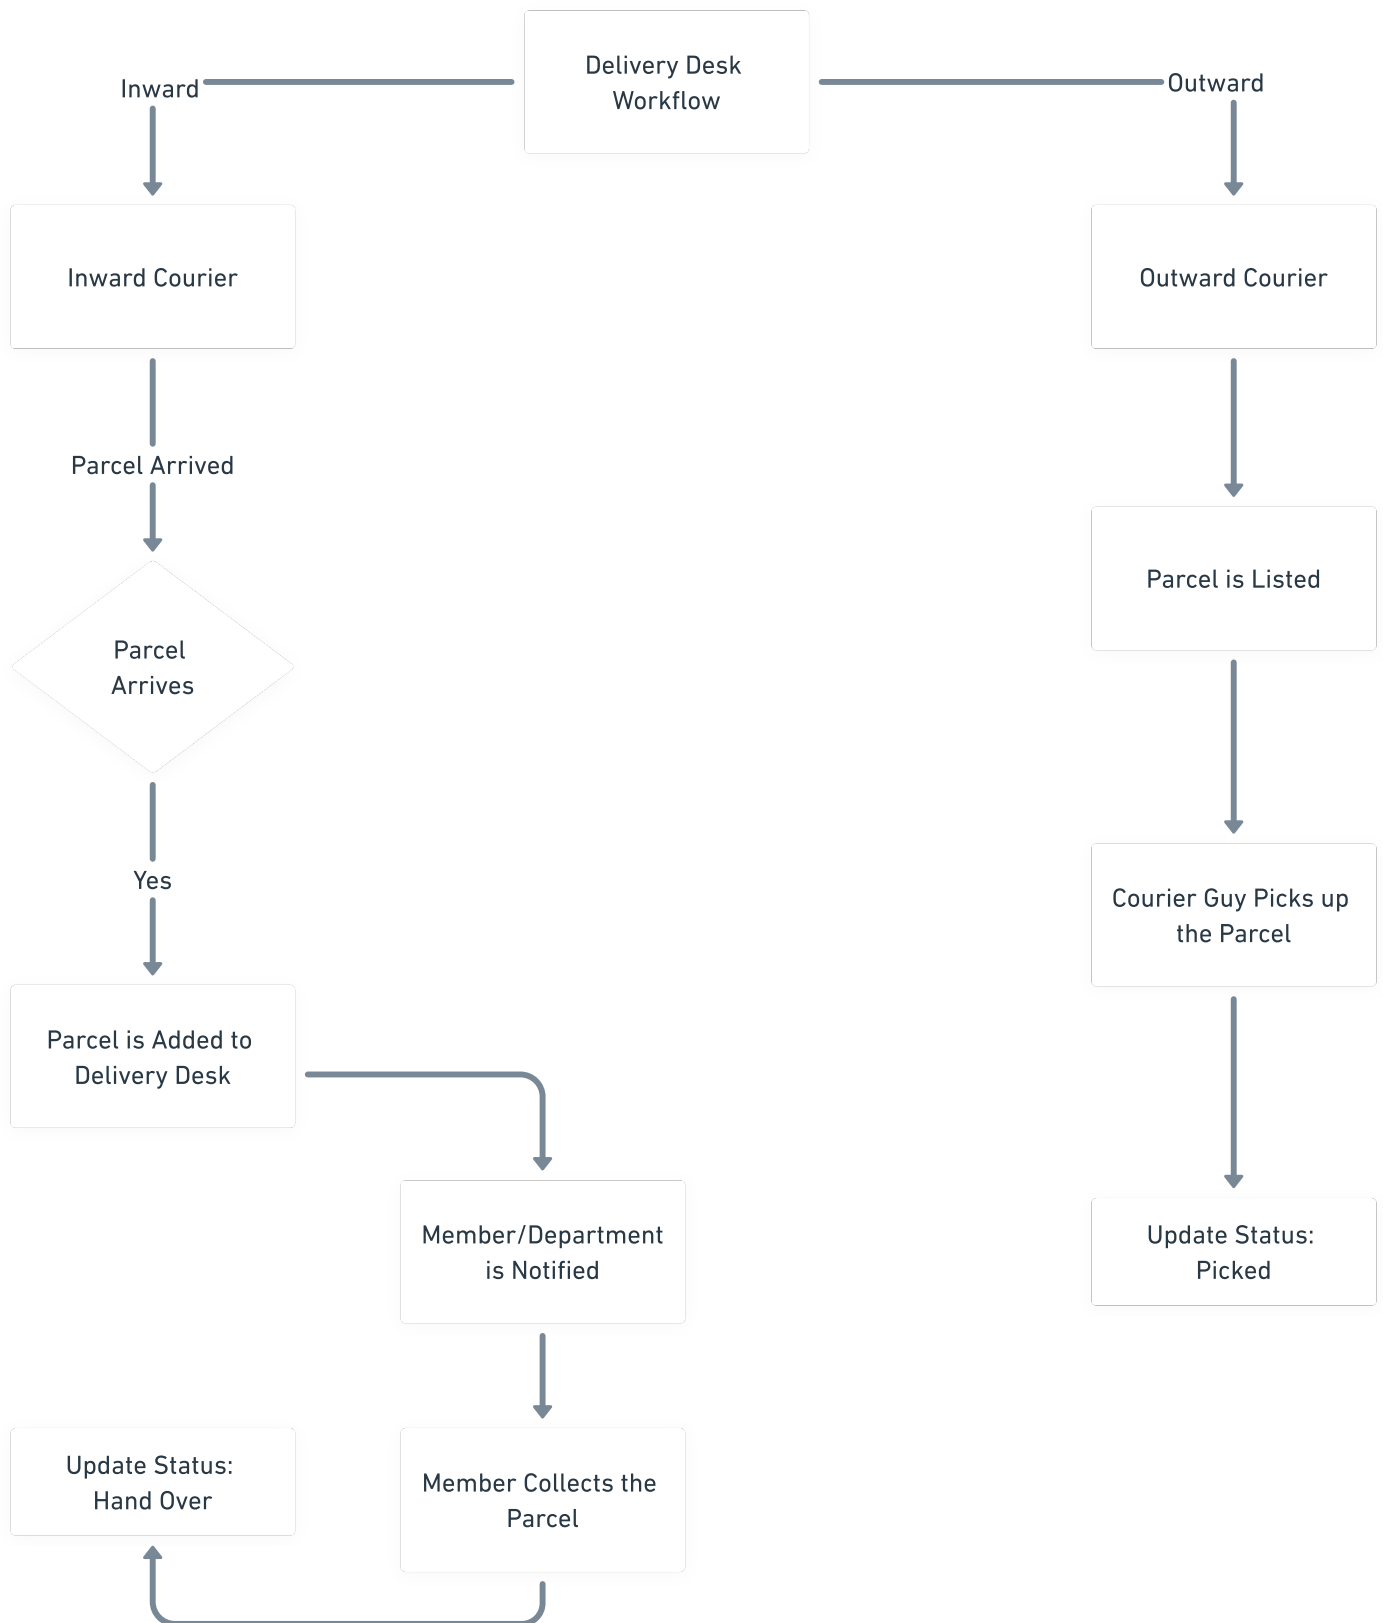 Delivery Desk
Workflow
Inward
Outward
Inward Courier
Outward Courier
Parcel Arrived
Parcel is Listed
Parcel
Arrives
Yes
Courier Guy Picks up
the Parcel
Parcel is Added to
Delivery Desk
Member/Department
is Notified
Update Status:
Picked
Update Status:
Hand Over
Member Collects the
Parcel